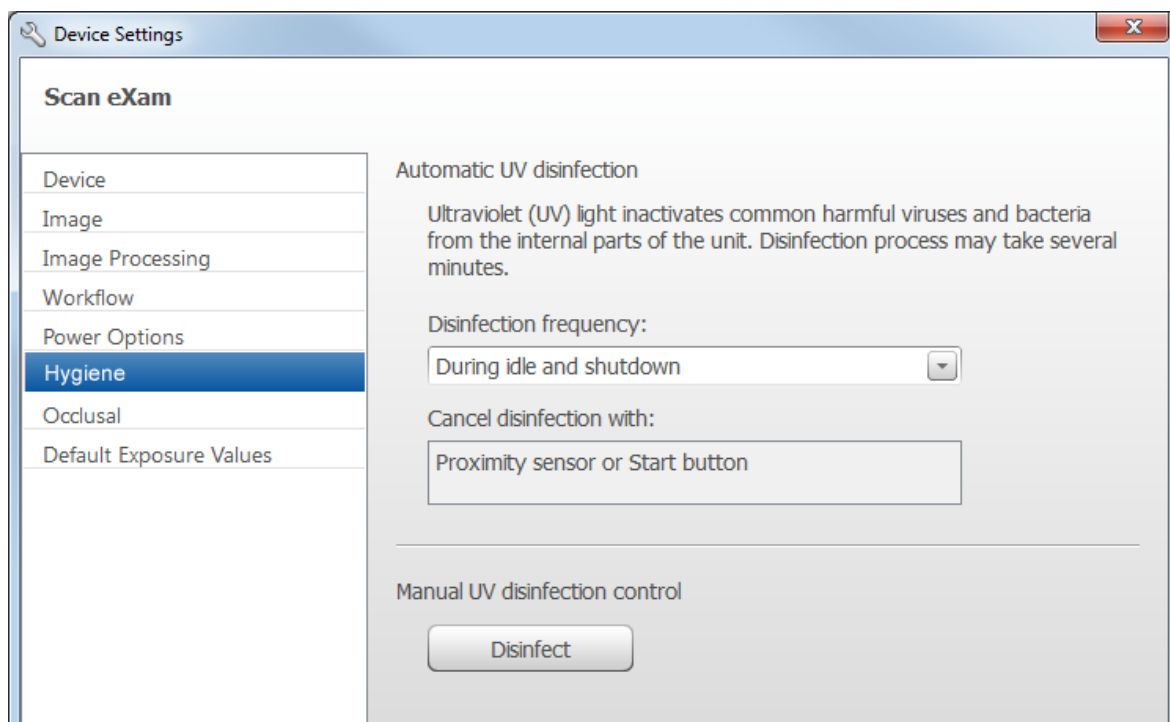 Device Settings
Scan eXam
Device
Image
Image Processing
Workflow
Power Options
Hygiene
Occlusal
Default Exposure Values
Automatic UV disinfection
Ultraviolet (UV) light inactivates common harmful viruses and bacteria
from the internal parts of the unit. Disinfection process may take several
minutes.
Disinfection frequency:
During idle and shutdown
Cancel disinfection with:
Proximity sensor or Start button
Manual UV disinfection control
Disinfect